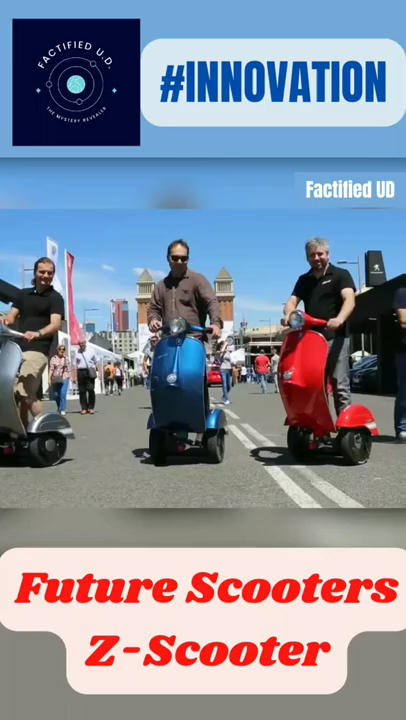 FACTIFIED U.D.
THE MYSTERY REVEALER
#INNOVATION
Factified UD
Future Scooters
Z-Scooter